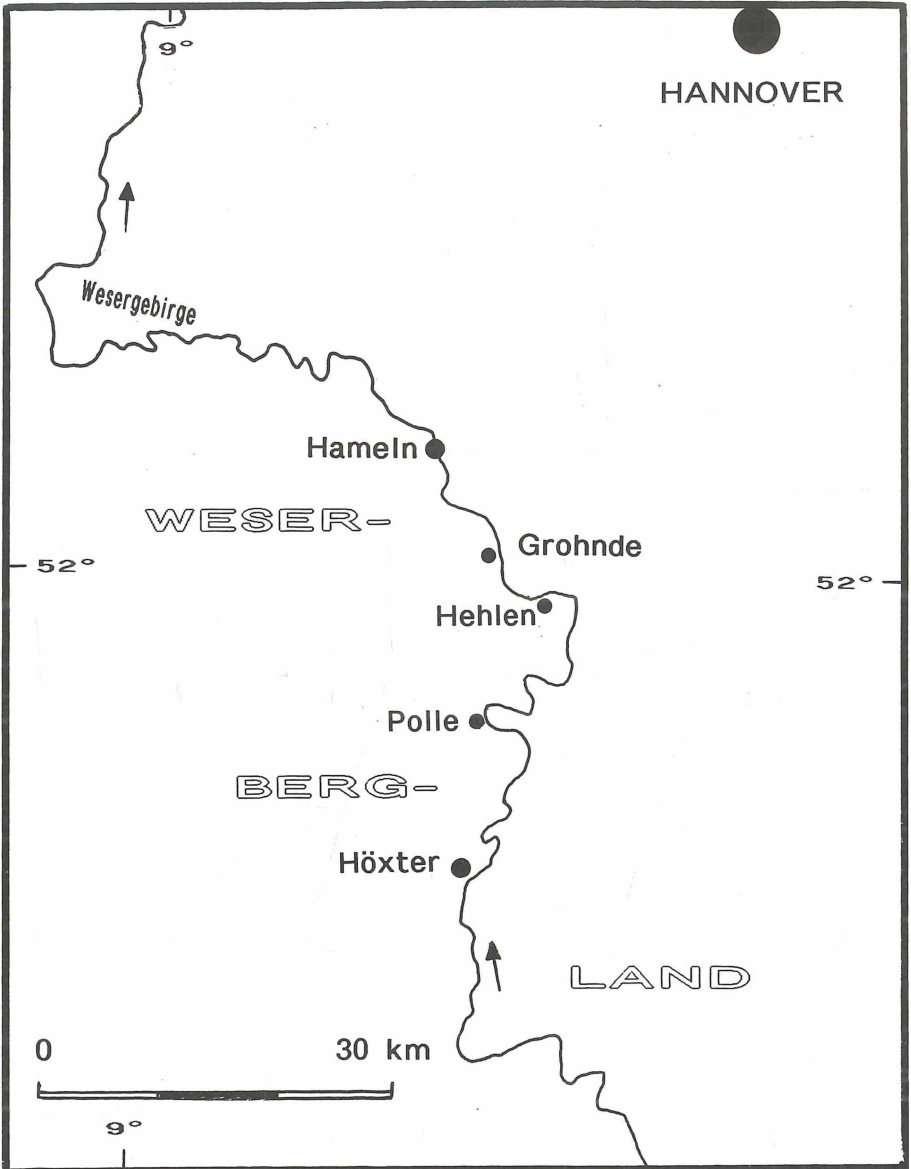 9°
HANNOVER
Wesergebirge
Hameln
WESER-
Grohnde
52°
52°
Hehlen
Polle
BERG-
Höxter
LAND
0 30 km
9°